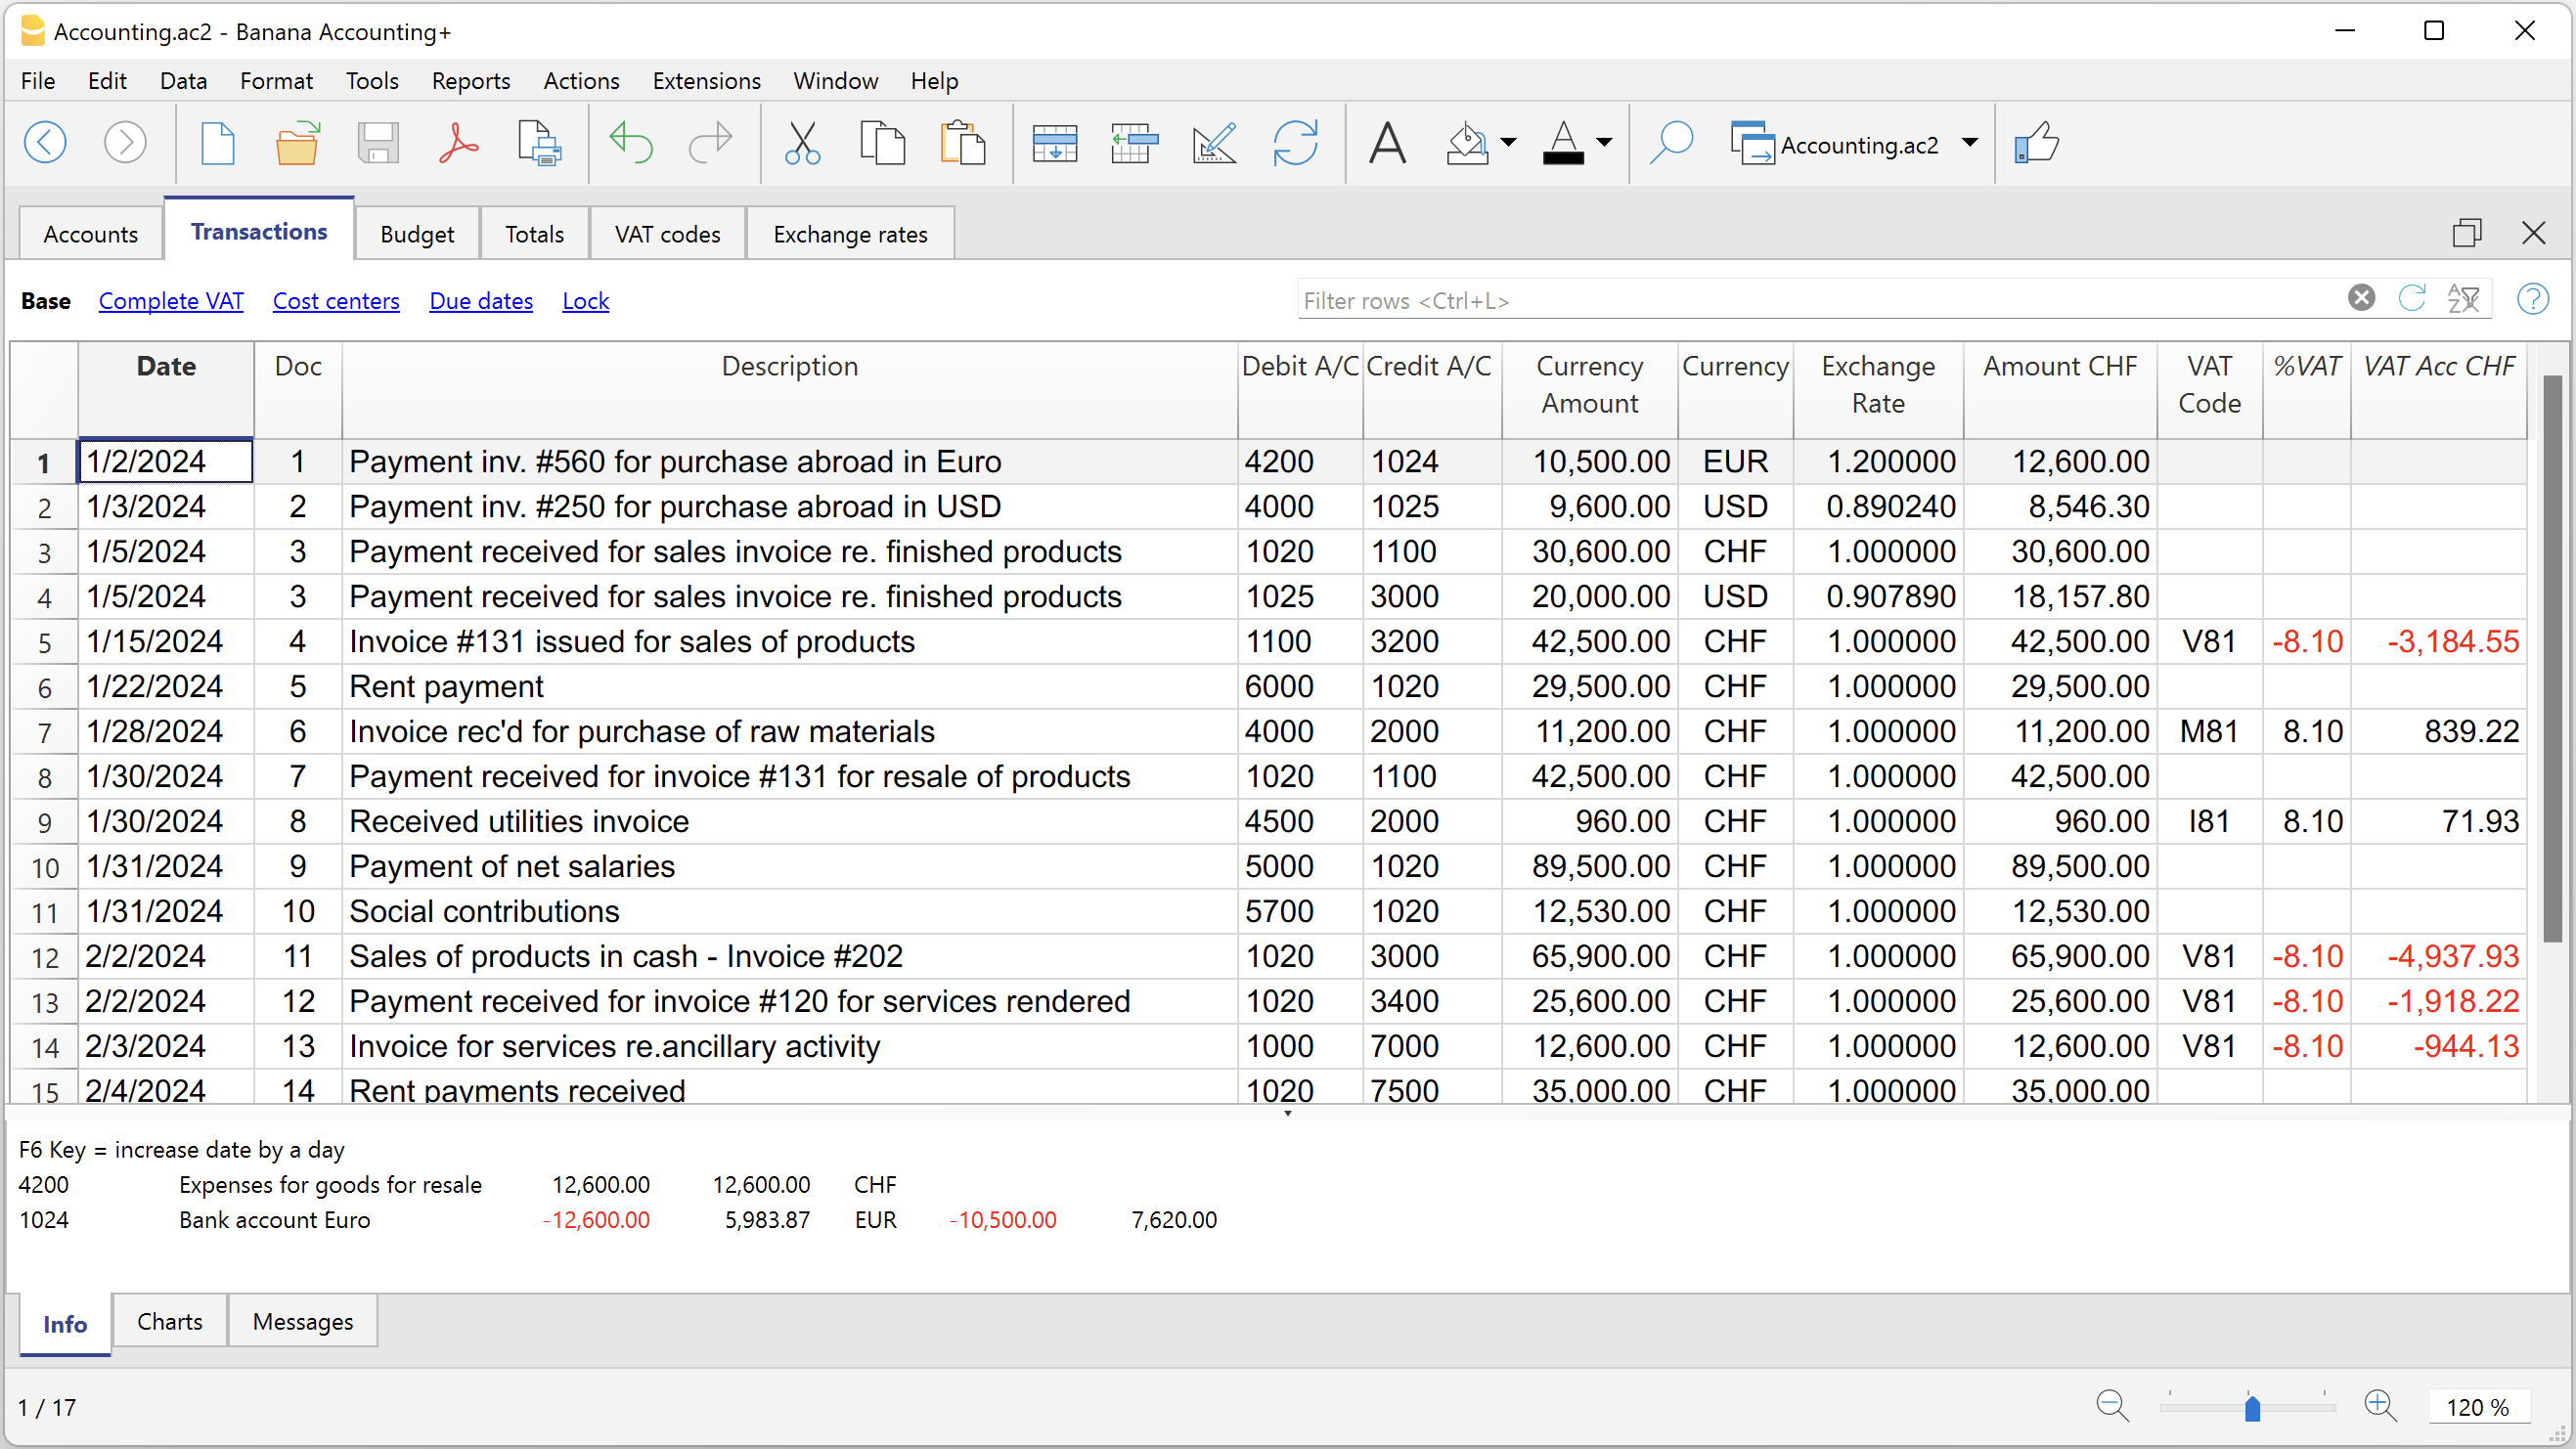 Accounting.ac2 - Banana Accounting+
File Edit Data Format Tools Reports Actions Extensions Window Help
Accounting.ac2
Accounts Transactions Budget Totals VAT codes Exchange rates
Base Complete VAT Cost centers Due dates Lock Filter rows <Ctrl+L>
Date Doc Description Debit A/C Credit A/C Currency Amount Currency Exchange Rate Amount CHF VAT Code %VAT VAT Acc CHF
1 1/2/2024 1 Payment inv. #560 for purchase abroad in Euro 4200 1024 10,500.00 EUR 1.200000 12,600.00
2 1/3/2024 2 Payment inv. #250 for purchase abroad in USD 4000 1025 9,600.00 USD 0.890240 8,546.30
3 1/5/2024 3 Payment received for sales invoice re. finished products 1020 1100 30,600.00 CHF 1.000000 30,600.00
4 1/5/2024 3 Payment received for sales invoice re. finished products 1025 3000 20,000.00 USD 0.907890 18,157.80
5 1/15/2024 4 Invoice #131 issued for sales of products 1100 3200 42,500.00 CHF 1.000000 42,500.00 V81 -8.10 -3,184.55
6 1/22/2024 5 Rent payment 6000 1020 29,500.00 CHF 1.000000 29,500.00
7 1/28/2024 6 Invoice rec'd for purchase of raw materials 4000 2000 11,200.00 CHF 1.000000 11,200.00 M81 8.10 839.22
8 1/30/2024 7 Payment received for invoice #131 for resale of products 1020 1100 42,500.00 CHF 1.000000 42,500.00
9 1/30/2024 8 Received utilities invoice 4500 2000 960.00 CHF 1.000000 960.00 I81 8.10 71.93
10 1/31/2024 9 Payment of net salaries 5000 1020 89,500.00 CHF 1.000000 89,500.00
11 1/31/2024 10 Social contributions 5700 1020 12,530.00 CHF 1.000000 12,530.00
12 2/2/2024 11 Sales of products in cash - Invoice #202 1020 3000 65,900.00 CHF 1.000000 65,900.00 V81 -8.10 -4,937.93
13 2/2/2024 12 Payment received for invoice #120 for services rendered 1020 3400 25,600.00 CHF 1.000000 25,600.00 V81 -8.10 -1,918.22
14 2/3/2024 13 Invoice for services re.ancillary activity 1000 7000 12,600.00 CHF 1.000000 12,600.00 V81 -8.10 -944.13
15 2/4/2024 14 Rent payments received 1020 7500 35,000.00 CHF 1.000000 35,000.00
F6 Key = increase date by a day
4200 Expenses for goods for resale 12,600.00 12,600.00 CHF
1024 Bank account Euro -12,600.00 5,983.87 EUR -10,500.00 7,620.00
Info Charts Messages
1 / 17 120 %